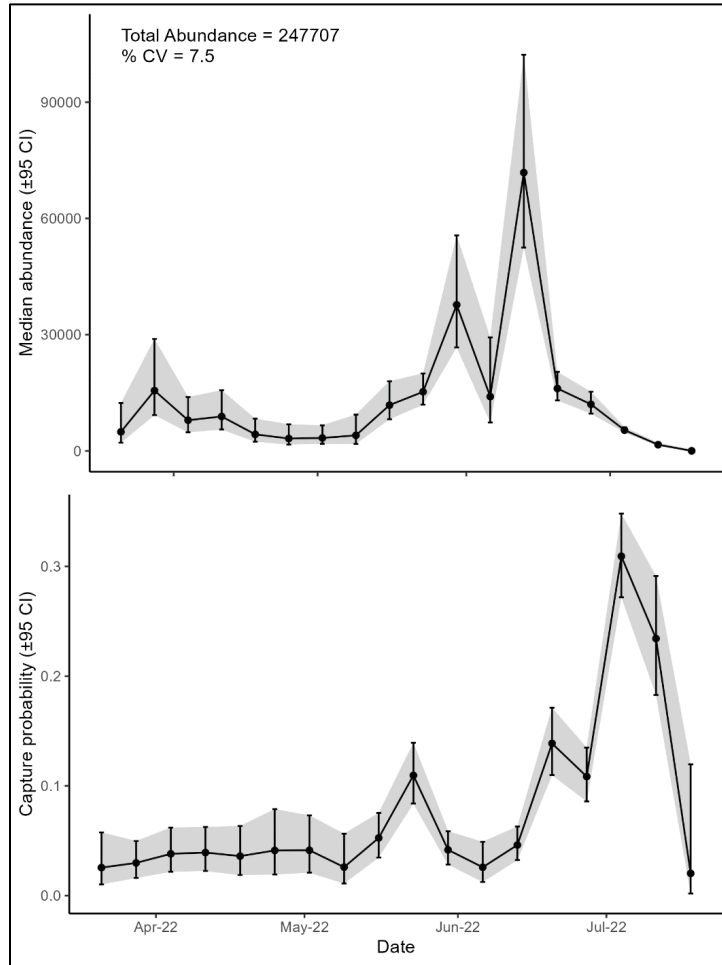 Total Abundance = 247707
% CV = 7.5
Median abundance (±95 CI)
90000
60000
30000
0
Capture probability (±95 CI)
0.3
0.2
0.1
0.0
Apr-22 May-22 Jun-22 Jul-22
Date